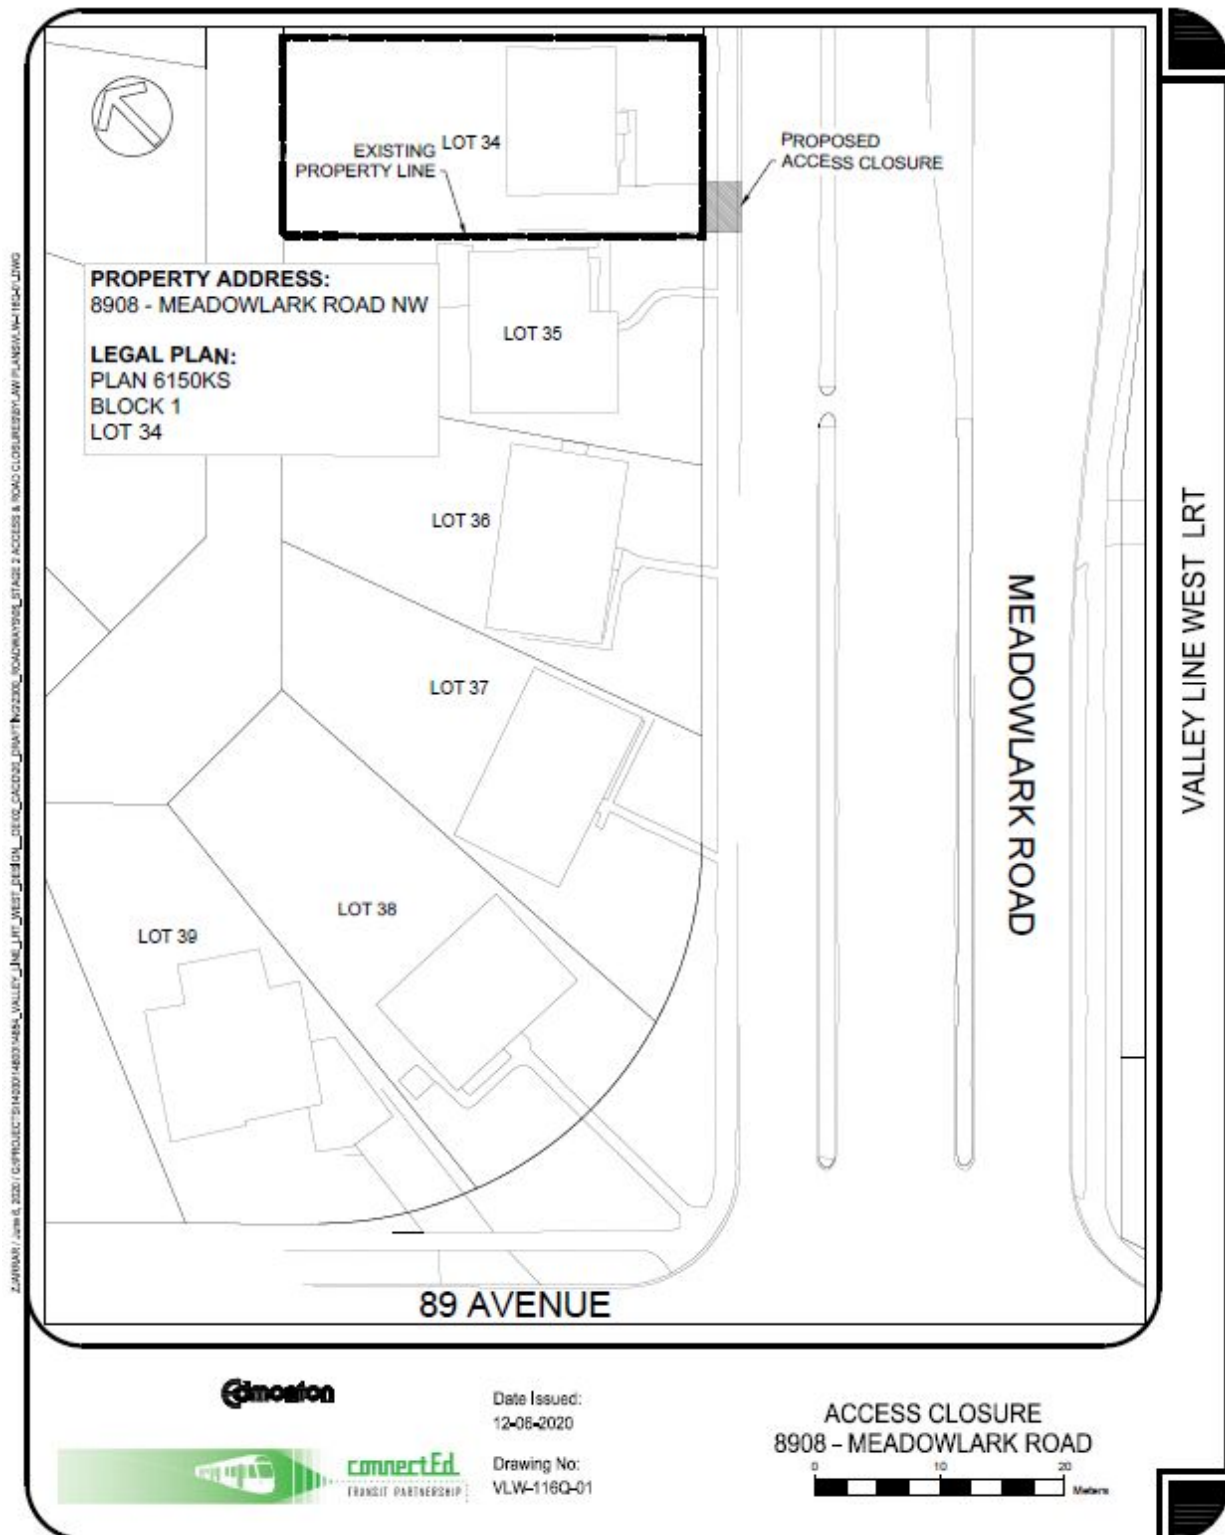 LOT 34
EXISTING
PROPERTY LINE
PROPOSED
ACCESS CLOSURE
PROPERTY ADDRESS:
8908 - MEADOWLARK ROAD NW
LEGAL PLAN:
PLAN 6150KS
BLOCK 1
LOT 34
LOT 35
LOT 36
LOT 37
LOT 38
LOT 39
MEADOWLARK ROAD
89 AVENUE
VALLEY LINE WEST LRT
Edmonton
connectEd
TRANSIT PARTNERSHIP
Date Issued:
12-06-2020
Drawing No:
VLW-116Q-01
ACCESS CLOSURE
8908 - MEADOWLARK ROAD
0 10 20
Meters